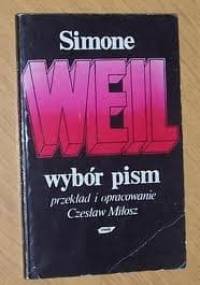 Simone
WEIL
wybór pism
przekład i opracowanie
Czesław Miłosz